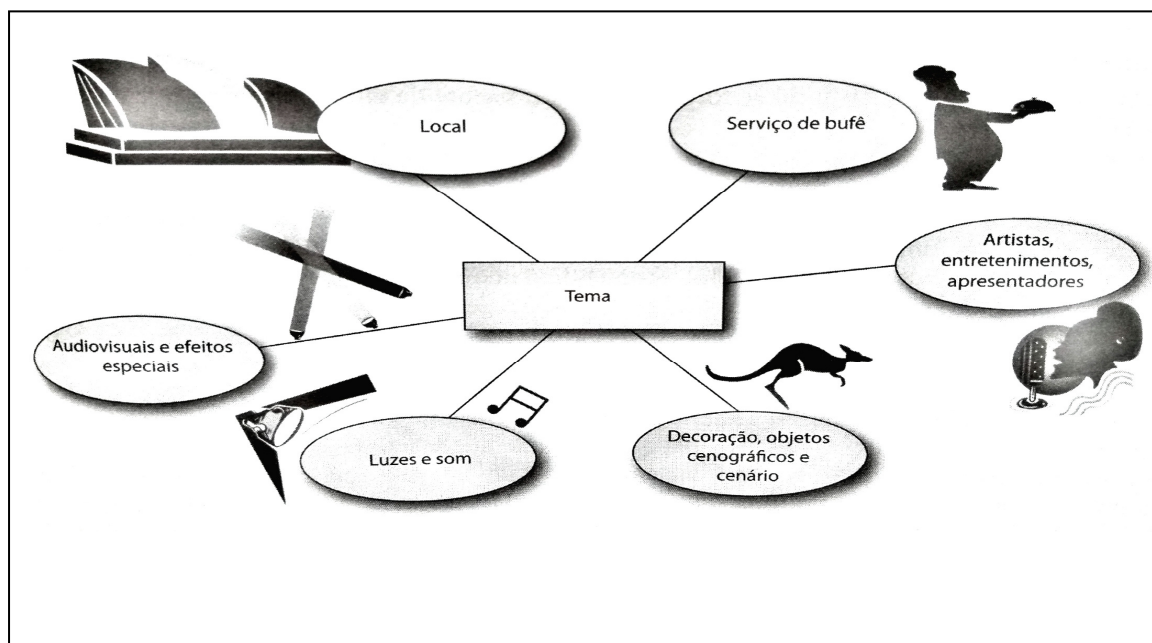 Local
Serviço de bufê
Artistas,
entretenimentos,
apresentadores
Tema
Audiovisuais e efeitos
especiais
Luzes e som
Decoração, objetos
cenográficos e
cenário